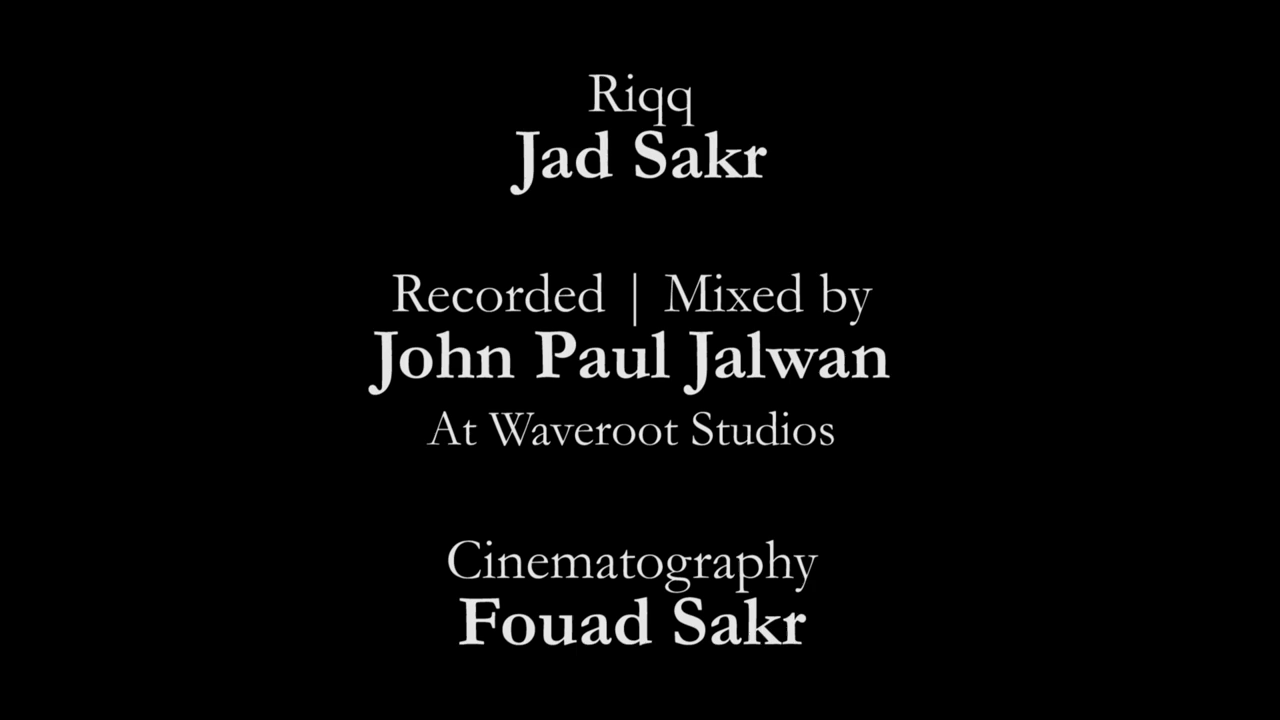 Riqq
Jad Sakr
Recorded | Mixed by
John Paul Jalwan
At Waveroot Studios
Cinematography
Fouad Sakr